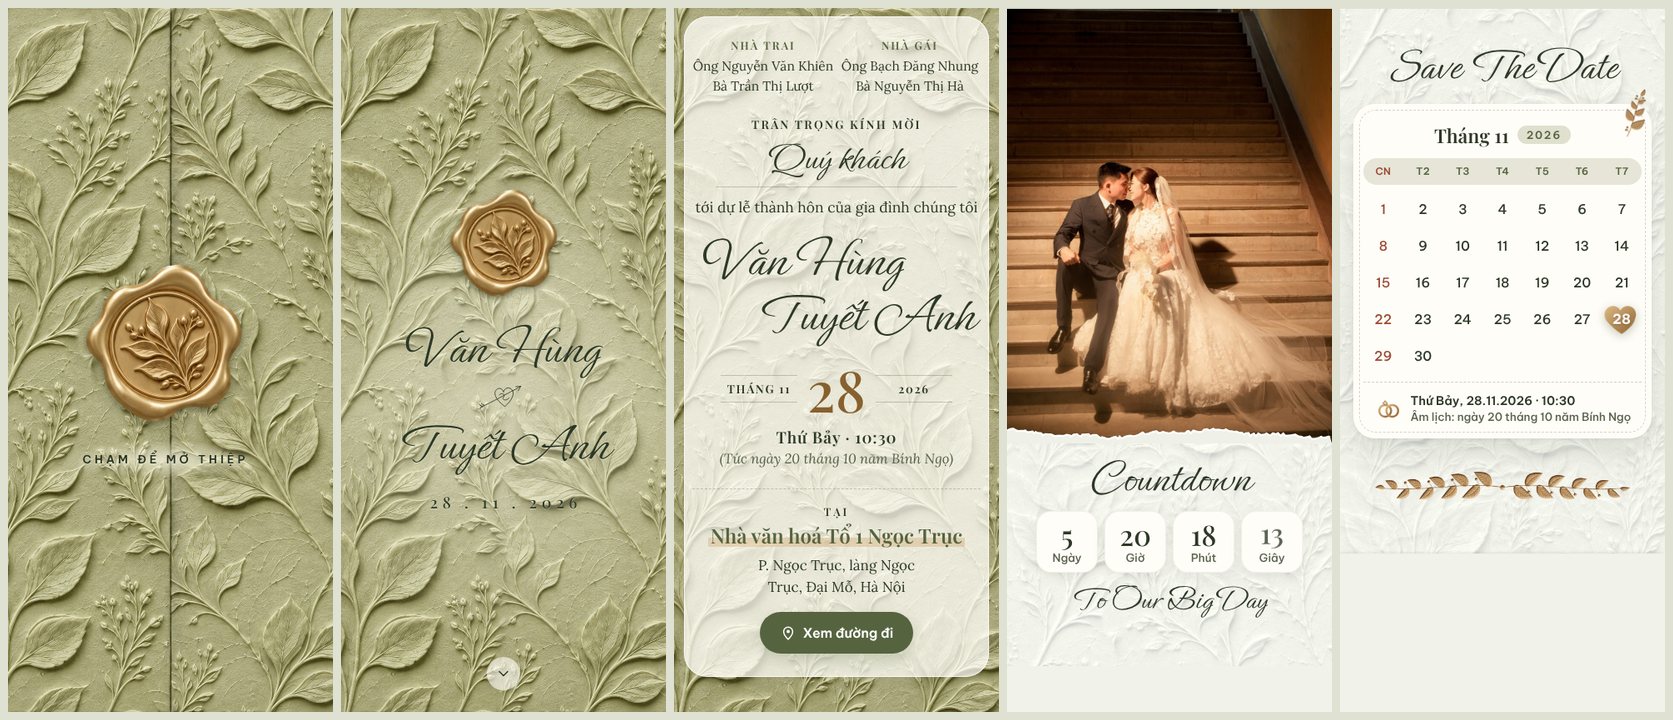 CHẠM ĐỂ MỞ THIỆP
Văn Hùng
Tuyết Anh
28 . 11 . 2026
NHÀ TRAI
Ông Nguyễn Văn Khiên
Bà Trần Thị Lượt
NHÀ GÁI
Ông Bạch Đăng Nhung
Bà Nguyễn Thị Hà
TRÂN TRỌNG KÍNH MỜI
Quý khách
tới dự lễ thành hôn của gia đình chúng tôi
Văn Hùng
Tuyết Anh
THÁNG 11 28 2026
Thứ Bảy · 10:30
(Tức ngày 20 tháng 10 năm Bính Ngọ)
TẠI
Nhà văn hoá Tổ 1 Ngọc Trục
P. Ngọc Trục, làng Ngọc
Trục, Đại Mỗ, Hà Nội
Xem đường đi
Countdown
5 20 18 13
Ngày Giờ Phút Giây
To Our Big Day
Save The Date
Tháng 11 2026
CN T2 T3 T4 T5 T6 T7
1 2 3 4 5 6 7
8 9 10 11 12 13 14
15 16 17 18 19 20 21
22 23 24 25 26 27 28
29 30
Thứ Bảy, 28.11.2026 · 10:30
Âm lịch: ngày 20 tháng 10 năm Bính Ngọ